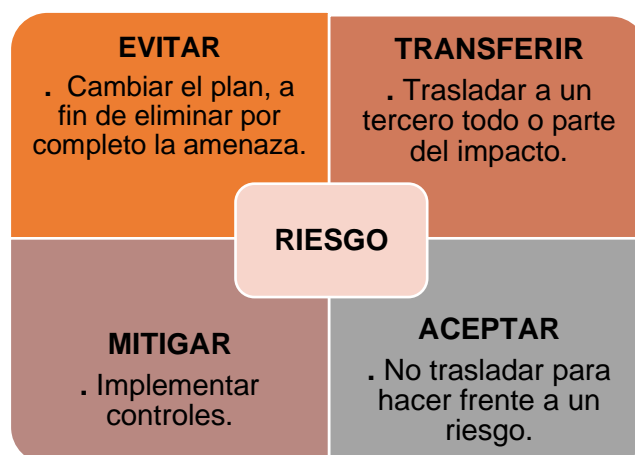 EVITAR
. Cambiar el plan, a
fin de eliminar por
completo la amenaza.
TRANSFERIR
. Trasladar a un
tercero todo o parte
del impacto.
RIESGO
MITIGAR
. Implementar
controles.
ACEPTAR
. No trasladar para
hacer frente a un
riesgo.